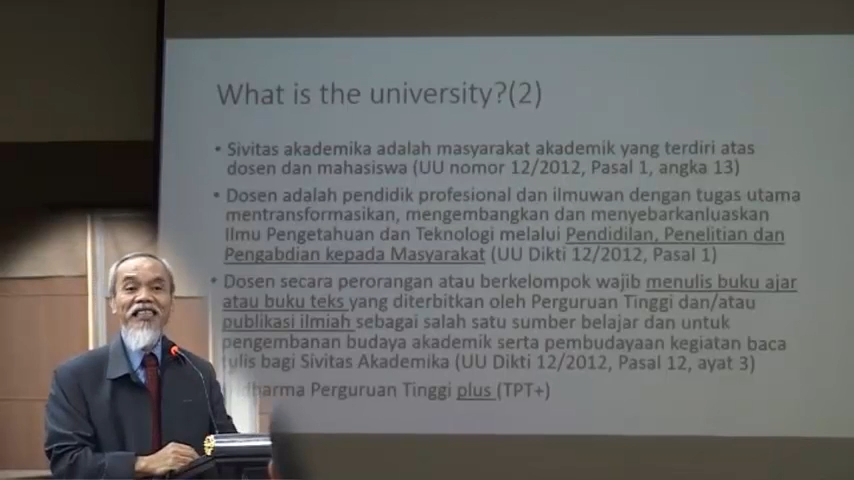 What is the university?(2)
• Sivitas akademika adalah masyarakat akademik yang terdiri atas
dosen dan mahasiswa (UU nomor 12/2012, Pasal 1, angka 13)
• Dosen adalah pendidik profesional dan ilmuwan dengan tugas utama
mentransformasikan, mengembangkan dan menyebarkanluaskan
Ilmu Pengetahuan dan Teknologi melalui Pendidilan, Penelitian dan
Pengabdian kepada Masyarakat (UU Dikti 12/2012, Pasal 1)
• Dosen secara perorangan atau berkelompok wajib menulis buku ajar
atau buku teks yang diterbitkan oleh Perguruan Tinggi dan/atau
publikasi ilmiah sebagai salah satu sumber belajar dan untuk
pengembanan budaya akademik serta pembudayaan kegiatan baca
ulis bagi Sivitas Akademika (UU Dikti 12/2012, PASAL 12, ayat 3)
dharma Perguruan Tinggi plus (TPT+)